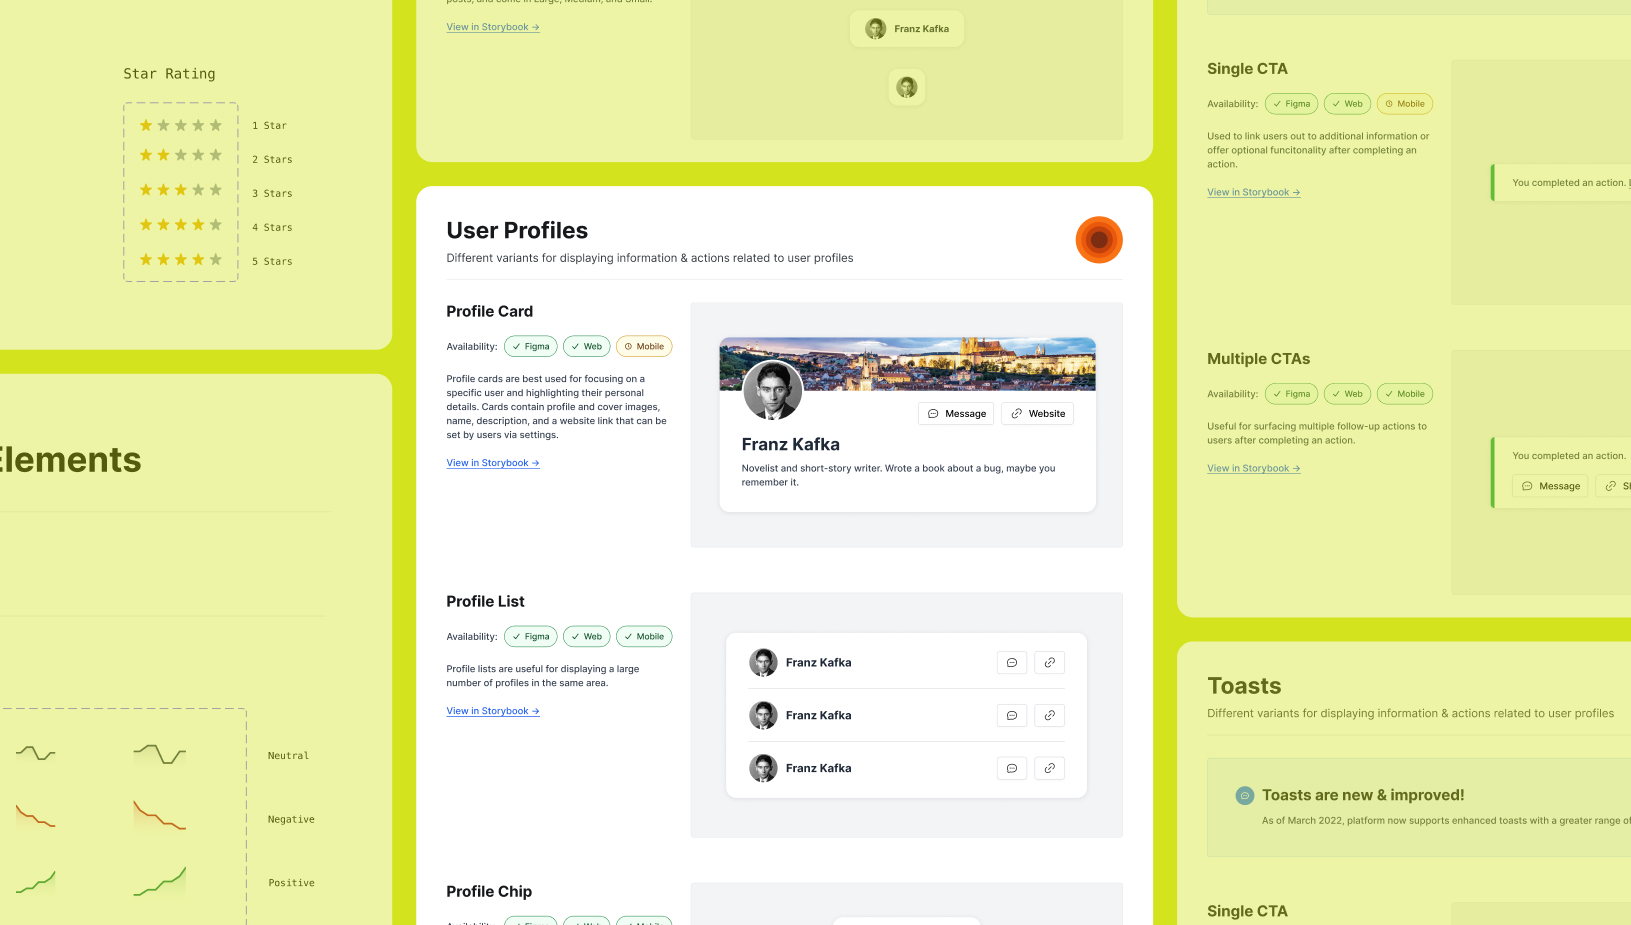 Star Rating
1 Star
2 Stars
3 Stars
4 Stars
5 Stars
Elements
Neutral
Negative
Positive
posts, and come in Large, Medium, and Small.
View in Storybook →
Franz Kafka
User Profiles
Different variants for displaying information & actions related to user profiles
Profile Card
Availability: Figma Web Mobile
Profile cards are best used for focusing on a
specific user and highlighting their personal
details. Cards contain profile and cover images,
name, description, and a website link that can be
set by users via settings.
View in Storybook →
Message Website
Franz Kafka
Novelist and short-story writer. Wrote a book about a bug, maybe you
remember it.
Profile List
Availability: Figma Web Mobile
Profile lists are useful for displaying a large
number of profiles in the same area.
View in Storybook →
Franz Kafka
Franz Kafka
Franz Kafka
Profile Chip
Availability: Figma Web Mobile
Single CTA
Availability: Figma Web Mobile
Used to link users out to additional information or
offer optional funcitonality after completing an
action.
View in Storybook →
You completed an action.
Multiple CTAs
Availability: Figma Web Mobile
Useful for surfacing multiple follow-up actions to
users after completing an action.
View in Storybook →
You completed an action.
Message
Toasts
Different variants for displaying information & actions related to user profiles
Toasts are new & improved!
As of March 2022, platform now supports enhanced toasts with a greater range of
Single CTA